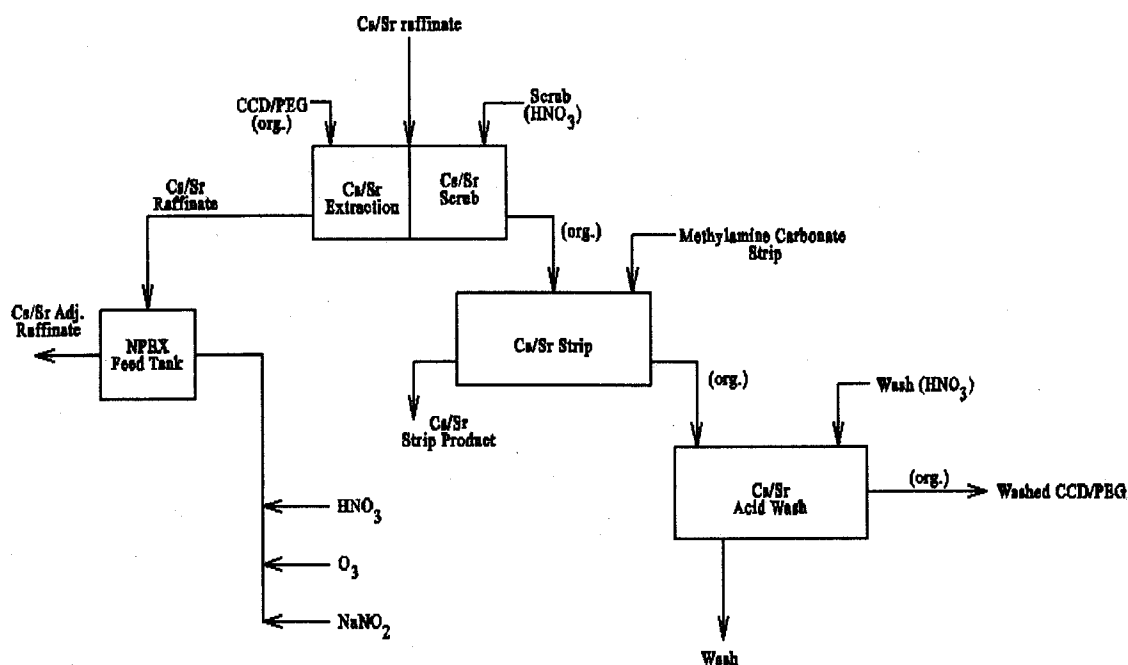 Cs/Sr raffinate
CCD/PEG
(org.)
Scrub
(HNO3)
Cs/Sr
Raffinate
Cs/Sr
Extraction
Cs/Sr
Scrub
(org.)
Methylamine Carbonate
Strip
Cs/Sr Adj.
Raffinate
NPRX
Feed Tank
Cs/Sr Strip
(org.)
Wash (HNO3)
Cs/Sr
Strip Product
Cs/Sr
Acid Wash
(org.)
Washed CCD/PEG
HNO3
O3
NaNO2
Wash